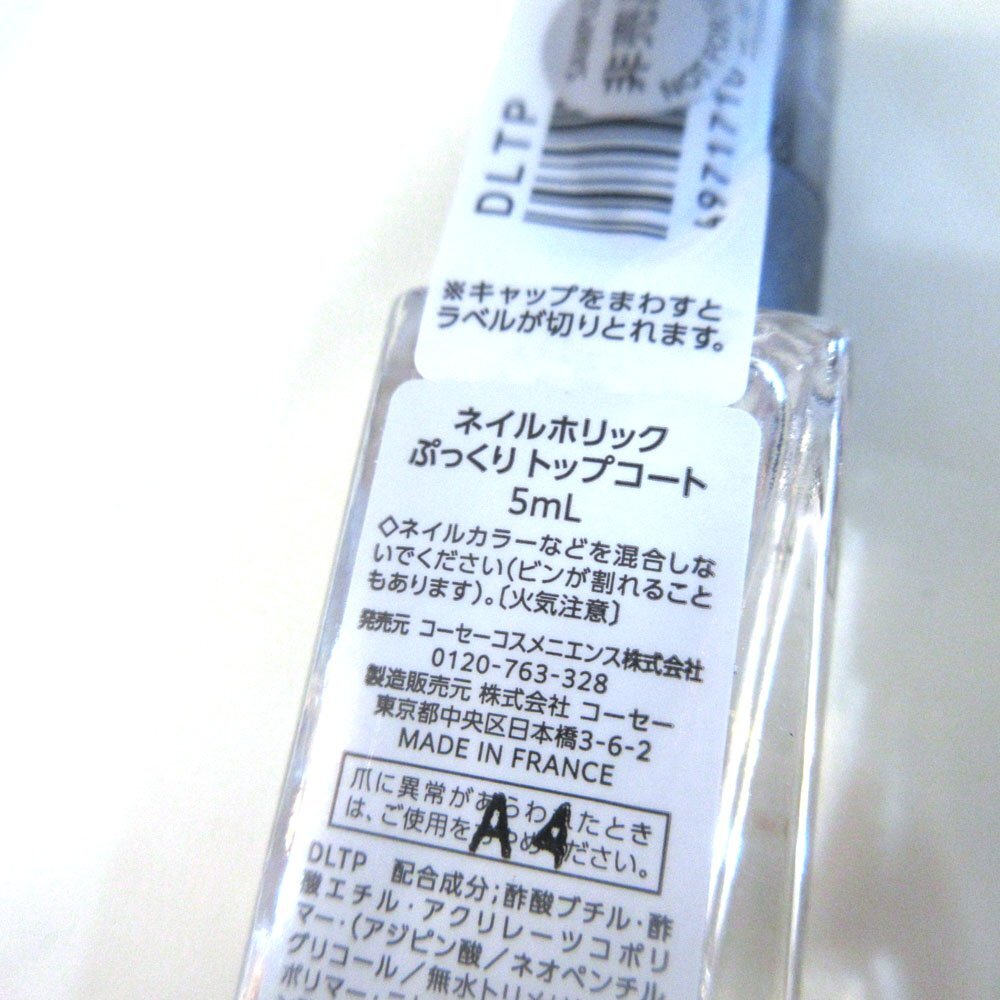 非売
DLTP
497177
※キャップをまわすと
ラベルが切りとれます。
ネイルホリック
ぷっくりトップコート
5mL
◇ネイルカラーなどを混合しな
いでください(ビンが割れること
もあります)。〔火気注意〕
発売元 コーセーコスメニエンス株式会社
0120-763-328
製造販売元 株式会社 コーセー
東京都中央区日本橋3-6-2
MADE IN FRANCE
爪に異常があらわれたとき
は、ご使用をおやめください。
A4
DLTP 配合成分;酢酸ブチル・酢
酸エチル・アクリレーツコポリ
マー・(アジピン酸/ネオペンチル
グリコール/無水トリメリ
ポリマー